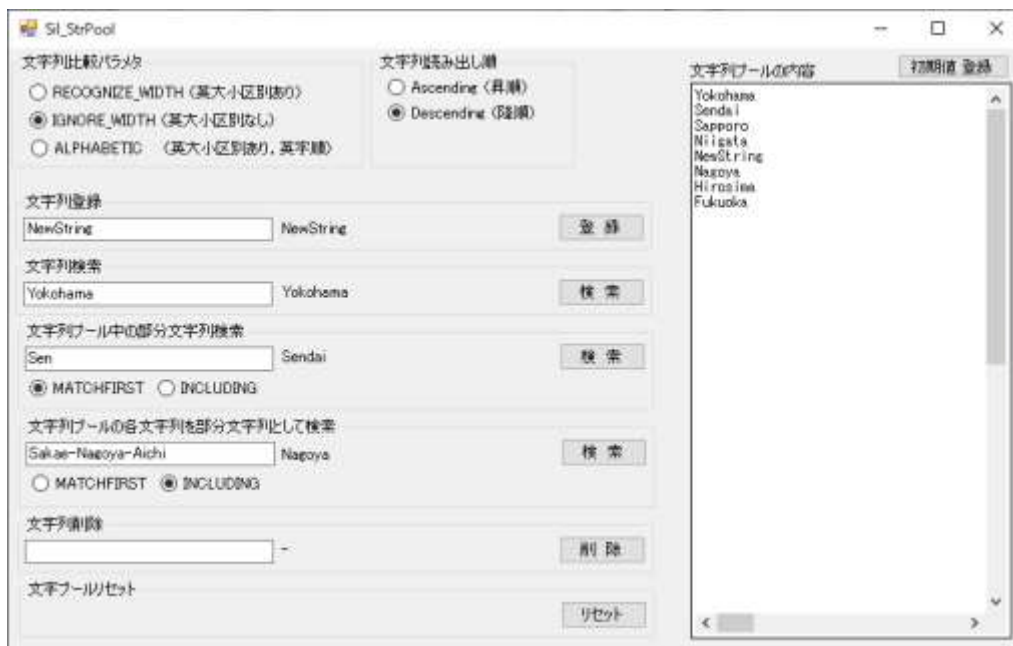 Sil_StrPool
文字列比較パラメタ
RECOGNIZE_WIDTH (英大小区別あり)
IGNORE_WIDTH (英大小区別なし)
ALPHABETIC (英大小区別あり, 英字順)
文字列読み出し順
Ascending (昇順)
Descending (降順)
文字列プールの内容
初期値 登録
Yokohama
Sendai
Sapporo
Niigata
NewString
Nagoya
Hirosima
Fukuoka
文字列登録
NewString NewString 登 録
文字列検索
Yokohama Yokohama 検 索
文字列プール中の部分文字列検索
Sen Sendai 検 索
MATCHFIRST INCLUDING
文字列プールの各文字列を部分文字列として検索
Sakae-Nagoya-Aichi Nagoya 検 索
MATCHFIRST INCLUDING
文字列削除
- 削 除
文字プールリセット
リセット